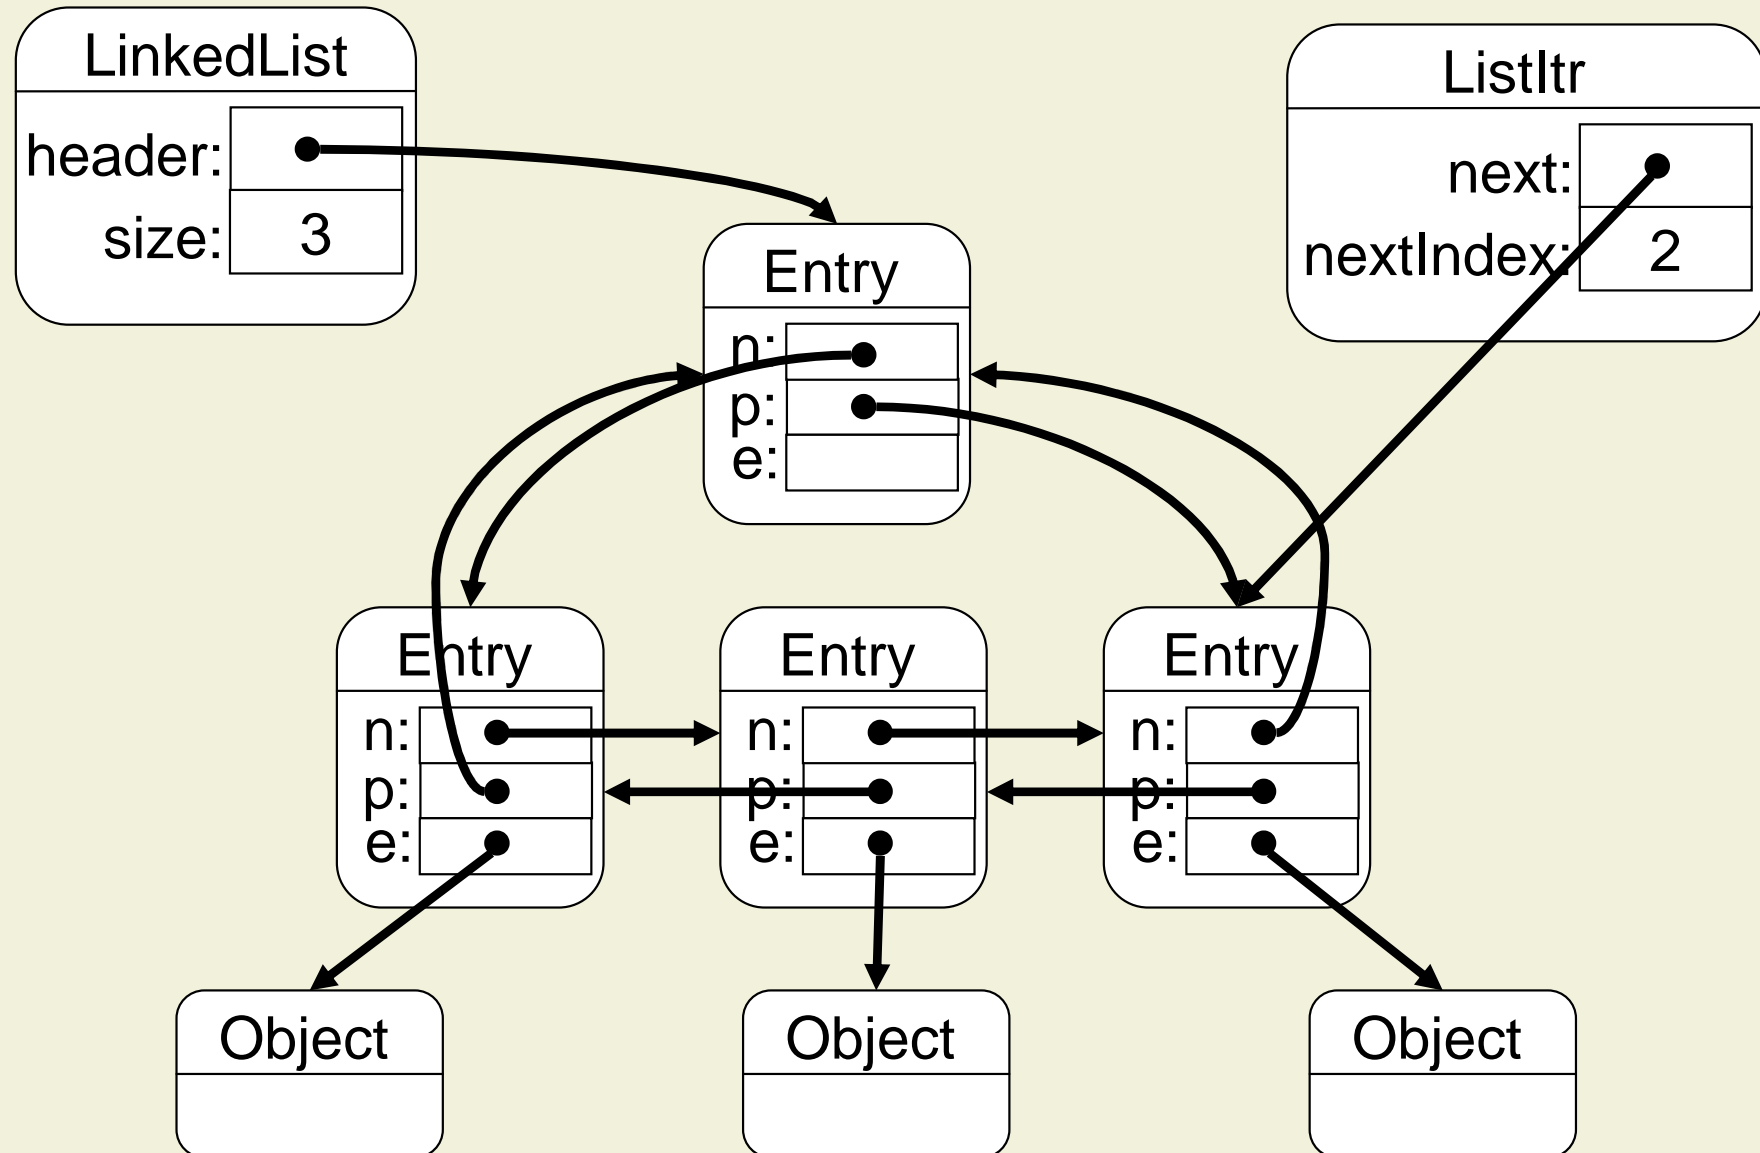 LinkedList
header:
size: 3
ListItr
next:
nextIndex: 2
Entry
n:
p:
e:
Entry
n:
p:
e:
Entry
n:
p:
e:
Entry
n:
p:
e:
Object
Object
Object